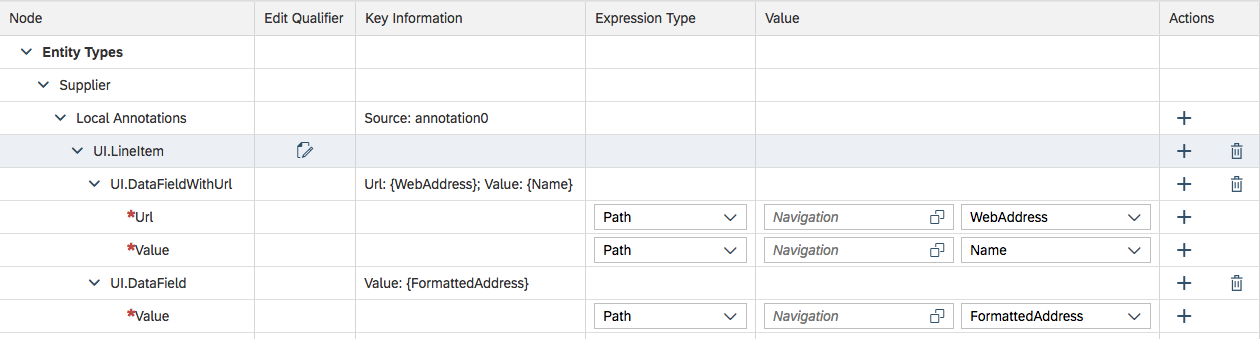 Node Edit Qualifier Key Information Expression Type Value Actions
Entity Types
Supplier
Local Annotations Source: annotation0
UI.LineItem
UI.DataFieldWithUrl Url: {WebAddress}; Value: {Name}
*Url Path Navigation WebAddress
*Value Path Navigation Name
UI.DataField Value: {FormattedAddress}
*Value Path Navigation FormattedAddress